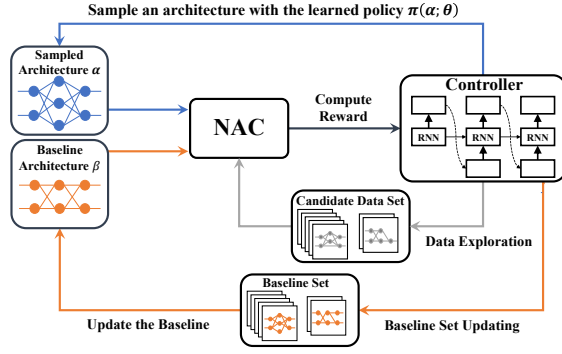 Sample an architecture with the learned policy π(α; θ)
Sampled
Architecture α
Controller
NAC
Compute
Reward
RNN
RNN
RNN
Baseline
Architecture β
Candidate Data Set
Data Exploration
Baseline Set
Update the Baseline
Baseline Set Updating